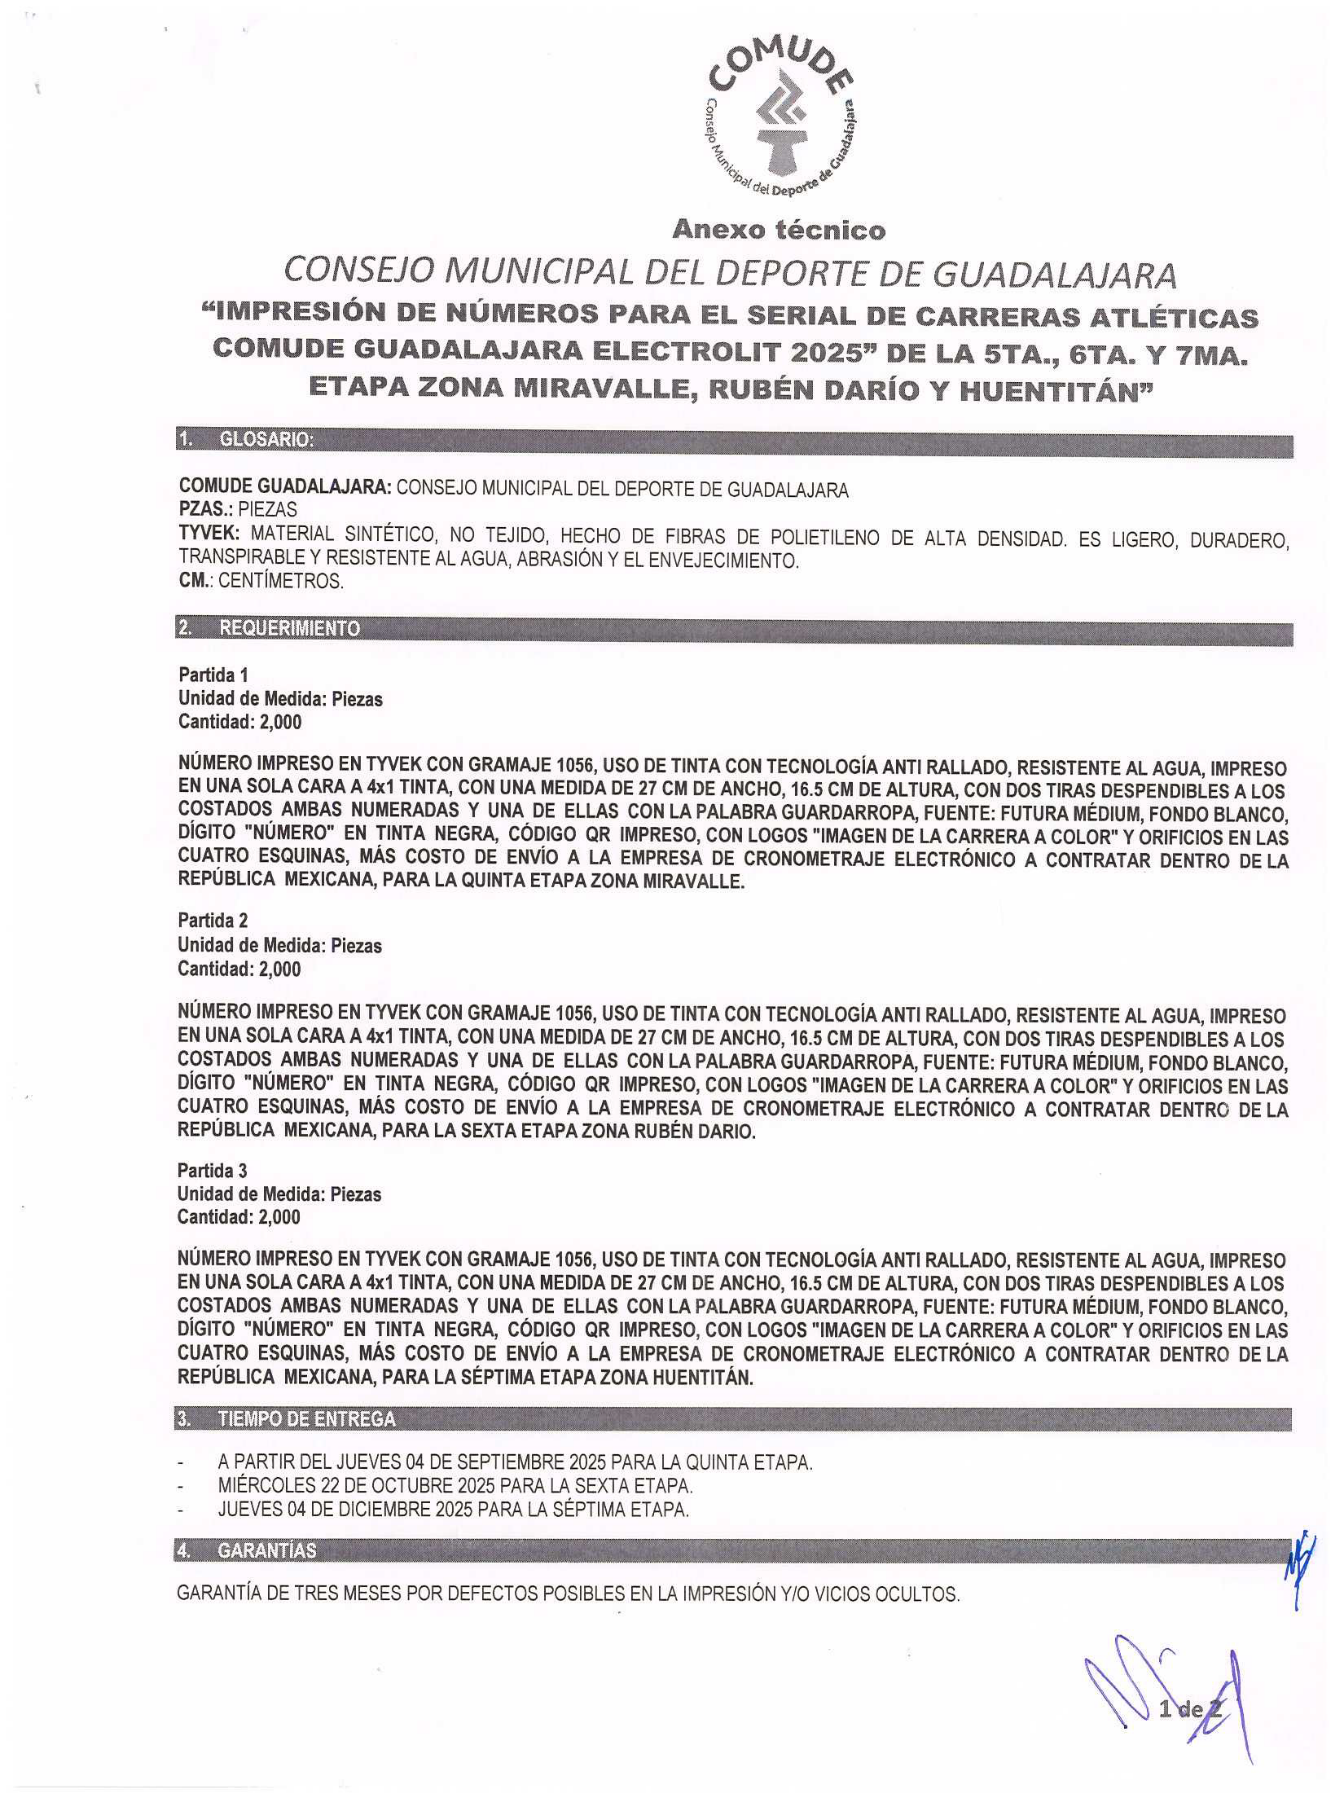 COMUDE
Consejo Municipal del Deporte de Guadalajara
Anexo técnico
CONSEJO MUNICIPAL DEL DEPORTE DE GUADALAJARA
“IMPRESIÓN DE NÚMEROS PARA EL SERIAL DE CARRERAS ATLÉTICAS
COMUDE GUADALAJARA ELECTROLIT 2025” DE LA 5TA., 6TA. Y 7MA.
ETAPA ZONA MIRAVALLE, RUBÉN DARÍO Y HUENTITÁN”
1. GLOSARIO:
COMUDE GUADALAJARA: CONSEJO MUNICIPAL DEL DEPORTE DE GUADALAJARA
PZAS.: PIEZAS
TYVEK: MATERIAL SINTÉTICO, NO TEJIDO, HECHO DE FIBRAS DE POLIETILENO DE ALTA DENSIDAD. ES LIGERO, DURADERO,
TRANSPIRABLE Y RESISTENTE AL AGUA, ABRASIÓN Y EL ENVEJECIMIENTO.
CM.: CENTÍMETROS.
2. REQUERIMIENTO
Partida 1
Unidad de Medida: Piezas
Cantidad: 2,000
NÚMERO IMPRESO EN TYVEK CON GRAMAJE 1056, USO DE TINTA CON TECNOLOGÍA ANTI RALLADO, RESISTENTE AL AGUA, IMPRESO
EN UNA SOLA CARA A 4x1 TINTA, CON UNA MEDIDA DE 27 CM DE ANCHO, 16.5 CM DE ALTURA, CON DOS TIRAS DESPENDIBLES A LOS
COSTADOS AMBAS NUMERADAS Y UNA DE ELLAS CON LA PALABRA GUARDARROPA, FUENTE: FUTURA MÉDIUM, FONDO BLANCO,
DÍGITO "NÚMERO" EN TINTA NEGRA, CÓDIGO QR IMPRESO, CON LOGOS "IMAGEN DE LA CARRERA A COLOR" Y ORIFICIOS EN LAS
CUATRO ESQUINAS, MÁS COSTO DE ENVÍO A LA EMPRESA DE CRONOMETRAJE ELECTRÓNICO A CONTRATAR DENTRO DE LA
REPÚBLICA MEXICANA, PARA LA QUINTA ETAPA ZONA MIRAVALLE.
Partida 2
Unidad de Medida: Piezas
Cantidad: 2,000
NÚMERO IMPRESO EN TYVEK CON GRAMAJE 1056, USO DE TINTA CON TECNOLOGÍA ANTI RALLADO, RESISTENTE AL AGUA, IMPRESO
EN UNA SOLA CARA A 4x1 TINTA, CON UNA MEDIDA DE 27 CM DE ANCHO, 16.5 CM DE ALTURA, CON DOS TIRAS DESPENDIBLES A LOS
COSTADOS AMBAS NUMERADAS Y UNA DE ELLAS CON LA PALABRA GUARDARROPA, FUENTE: FUTURA MÉDIUM, FONDO BLANCO,
DÍGITO "NÚMERO" EN TINTA NEGRA, CÓDIGO QR IMPRESO, CON LOGOS "IMAGEN DE LA CARRERA A COLOR" Y ORIFICIOS EN LAS
CUATRO ESQUINAS, MÁS COSTO DE ENVÍO A LA EMPRESA DE CRONOMETRAJE ELECTRÓNICO A CONTRATAR DENTRO DE LA
REPÚBLICA MEXICANA, PARA LA SEXTA ETAPA ZONA RUBÉN DARIO.
Partida 3
Unidad de Medida: Piezas
Cantidad: 2,000
NÚMERO IMPRESO EN TYVEK CON GRAMAJE 1056, USO DE TINTA CON TECNOLOGÍA ANTI RALLADO, RESISTENTE AL AGUA, IMPRESO
EN UNA SOLA CARA A 4x1 TINTA, CON UNA MEDIDA DE 27 CM DE ANCHO, 16.5 CM DE ALTURA, CON DOS TIRAS DESPENDIBLES A LOS
COSTADOS AMBAS NUMERADAS Y UNA DE ELLAS CON LA PALABRA GUARDARROPA, FUENTE: FUTURA MÉDIUM, FONDO BLANCO,
DÍGITO "NÚMERO" EN TINTA NEGRA, CÓDIGO QR IMPRESO, CON LOGOS "IMAGEN DE LA CARRERA A COLOR" Y ORIFICIOS EN LAS
CUATRO ESQUINAS, MÁS COSTO DE ENVÍO A LA EMPRESA DE CRONOMETRAJE ELECTRÓNICO A CONTRATAR DENTRO DE LA
REPÚBLICA MEXICANA, PARA LA SÉPTIMA ETAPA ZONA HUENTITÁN.
3. TIEMPO DE ENTREGA
- A PARTIR DEL JUEVES 04 DE SEPTIEMBRE 2025 PARA LA QUINTA ETAPA.
- MIÉRCOLES 22 DE OCTUBRE 2025 PARA LA SEXTA ETAPA.
- JUEVES 04 DE DICIEMBRE 2025 PARA LA SÉPTIMA ETAPA.
4. GARANTÍAS
GARANTÍA DE TRES MESES POR DEFECTOS POSIBLES EN LA IMPRESIÓN Y/O VICIOS OCULTOS.
1 de 2